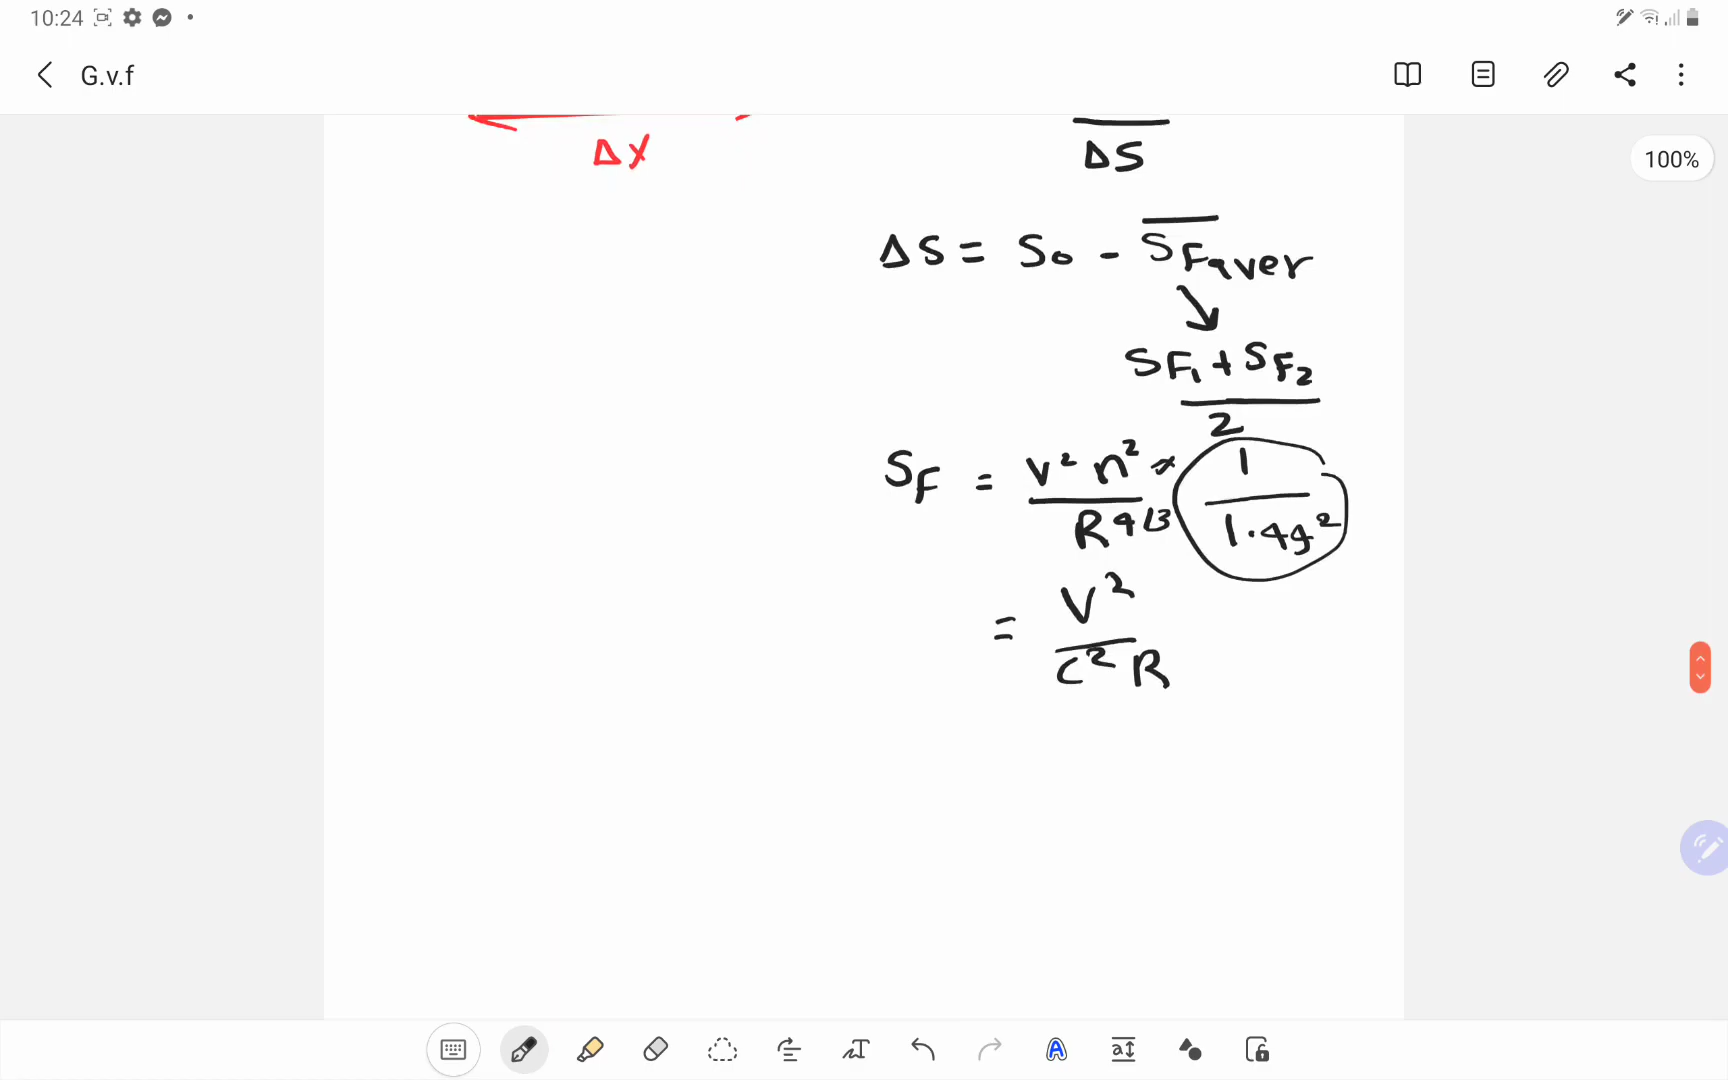 10:24
G.v.f
100%
ΔX
ΔS
ΔS = So - S̅F̅aver
SF1 + SF2
2
SF = V² n² × 1
R4/3 1.49²
= V²
C² R